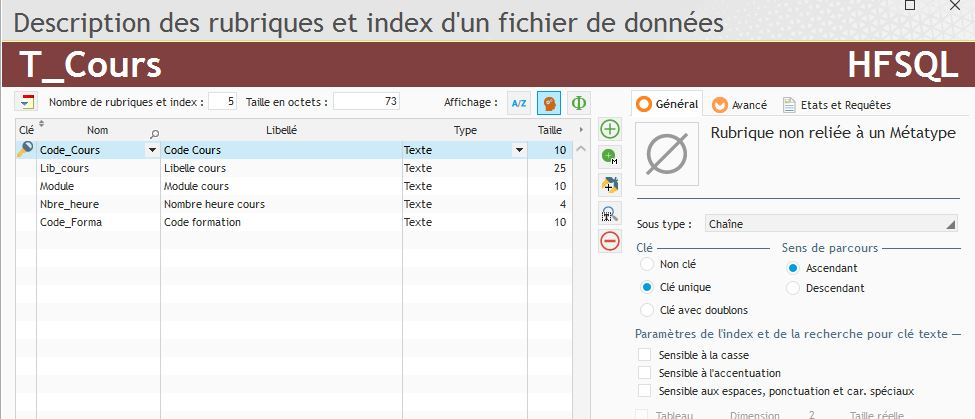 Description des rubriques et index d'un fichier de données
T_Cours HFSQL
Nombre de rubriques et index : 5 Taille en octets : 73 Affichage : A/Z Φ
Général Avancé Etats et Requêtes
Clé Nom Libellé Type Taille
Code_Cours Code Cours Texte 10
Lib_cours Libelle cours Texte 25
Module Module cours Texte 10
Nbre_heure Nombre heure cours Texte 4
Code_Forma Code formation Texte 10
M
Rubrique non reliée à un Métatype
Sous type : Chaîne
Clé Sens de parcours
Non clé Ascendant
Clé unique Descendant
Clé avec doublons
Paramètres de l'index et de la recherche pour clé texte
Sensible à la casse
Sensible à l'accentuation
Sensible aux espaces, ponctuation et car. spéciaux
Tableau Dimension 2 Taille réelle